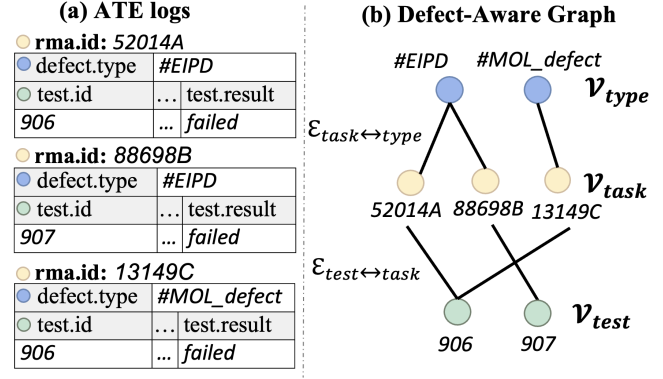 (a) ATE logs
rma.id: 52014A
defect.type #EIPD
test.id ... test.result
906 ... failed
rma.id: 88698B
defect.type #EIPD
test.id ... test.result
907 ... failed
rma.id: 13149C
defect.type #MOL_defect
test.id ... test.result
906 ... failed
(b) Defect-Aware Graph
#EIPD #MOL_defect
𝓥type
ℰtask↔type
𝓥task
52014A 88698B 13149C
ℰtest↔task
𝓥test
906 907